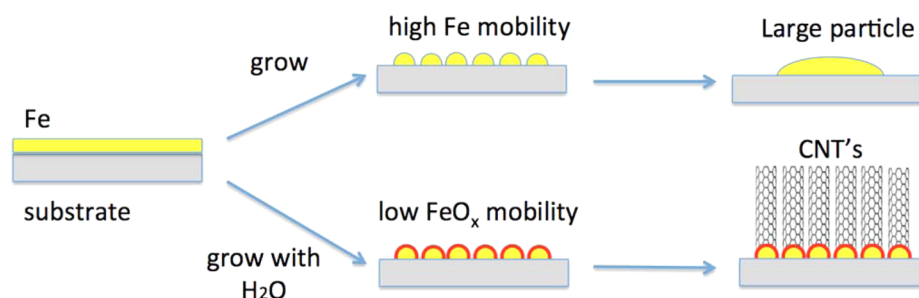 high Fe mobility
Large particle
grow
Fe
CNT's
substrate
low FeOₓ mobility
grow with
H₂O